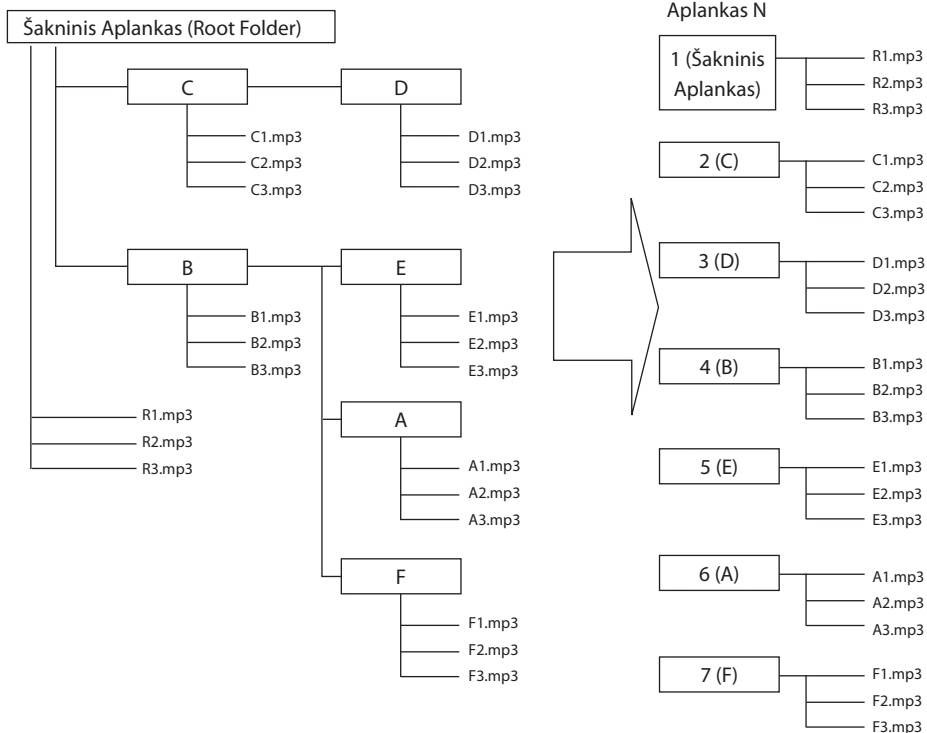 Šakninis Aplankas (Root Folder)
C
C1.mp3
C2.mp3
C3.mp3
D
D1.mp3
D2.mp3
D3.mp3
B
B1.mp3
B2.mp3
B3.mp3
E
E1.mp3
E2.mp3
E3.mp3
A
A1.mp3
A2.mp3
A3.mp3
F
F1.mp3
F2.mp3
F3.mp3
R1.mp3
R2.mp3
R3.mp3
Aplankas N
1 (Šakninis
Aplankas)
R1.mp3
R2.mp3
R3.mp3
2 (C)
C1.mp3
C2.mp3
C3.mp3
3 (D)
D1.mp3
D2.mp3
D3.mp3
4 (B)
B1.mp3
B2.mp3
B3.mp3
5 (E)
E1.mp3
E2.mp3
E3.mp3
6 (A)
A1.mp3
A2.mp3
A3.mp3
7 (F)
F1.mp3
F2.mp3
F3.mp3